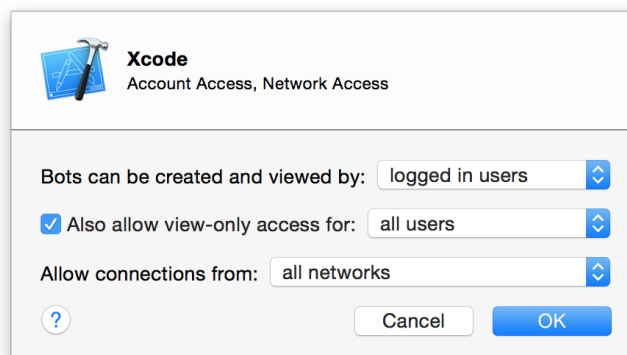 Xcode
Account Access, Network Access
Bots can be created and viewed by: logged in users
Also allow view-only access for: all users
Allow connections from: all networks
? Cancel OK